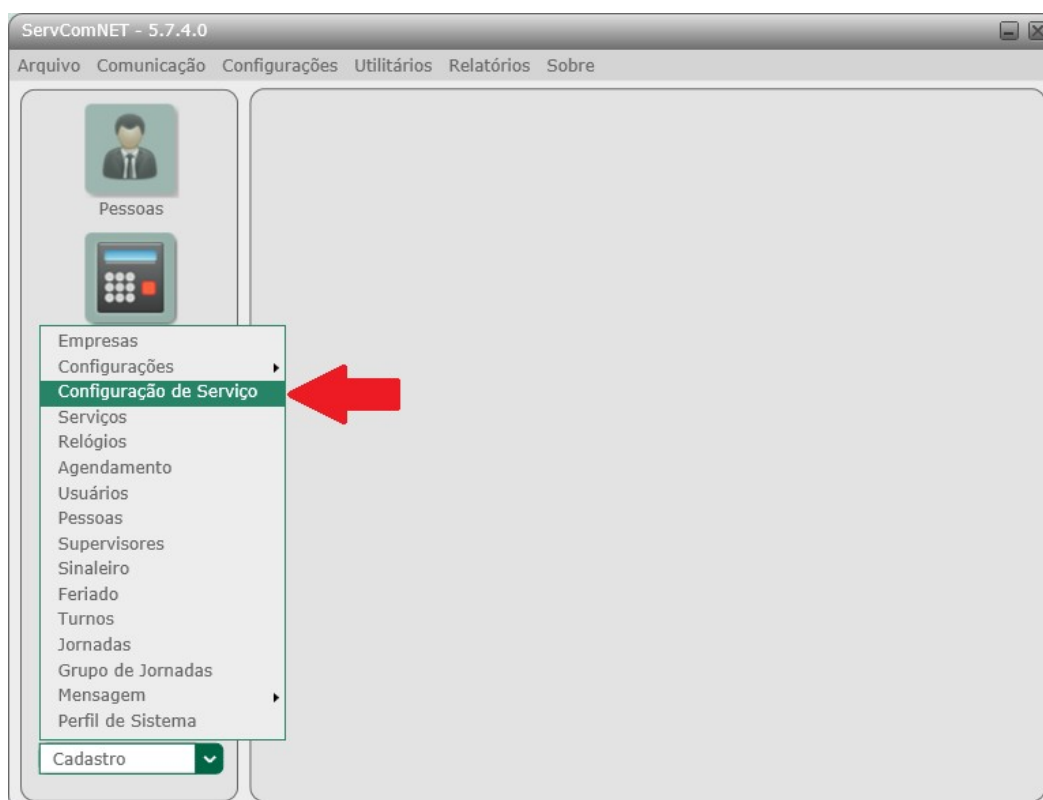 ServComNET - 5.7.4.0
Arquivo Comunicação Configurações Utilitários Relatórios Sobre
Pessoas
Empresas
Configurações
Configuração de Serviço
Serviços
Relógios
Agendamento
Usuários
Pessoas
Supervisores
Sinaleiro
Feriado
Turnos
Jornadas
Grupo de Jornadas
Mensagem
Perfil de Sistema
Cadastro